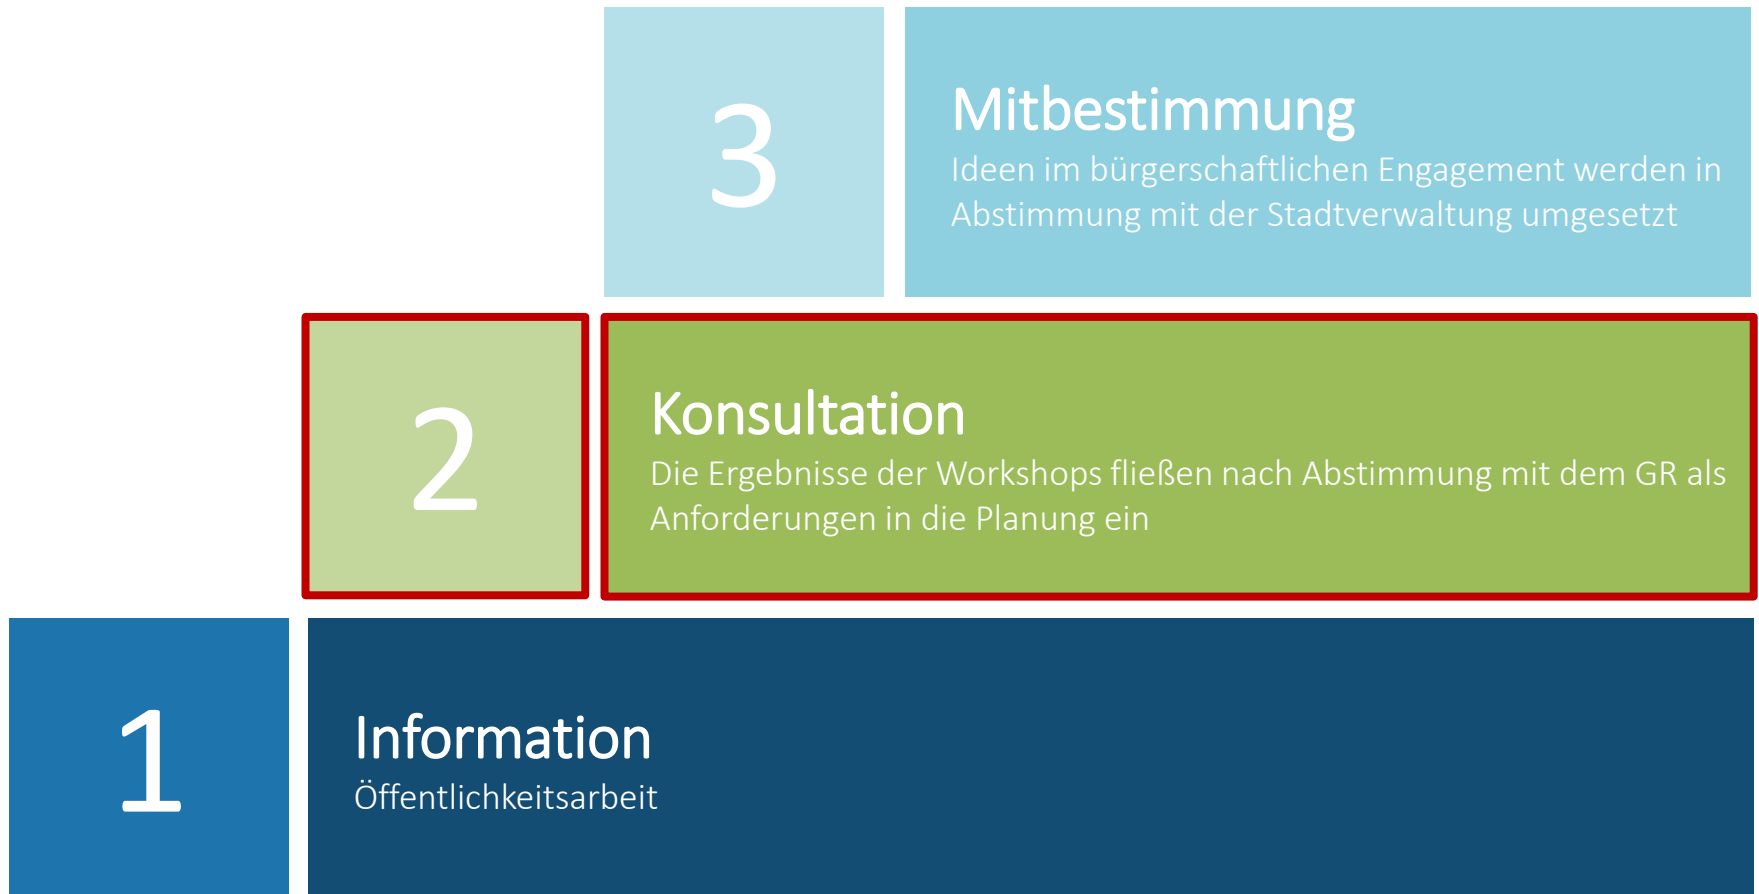 3
Mitbestimmung
Ideen im bürgerschaftlichen Engagement werden in
Abstimmung mit der Stadtverwaltung umgesetzt
2
Konsultation
Die Ergebnisse der Workshops fließen nach Abstimmung mit dem GR als
Anforderungen in die Planung ein
1
Information
Öffentlichkeitsarbeit